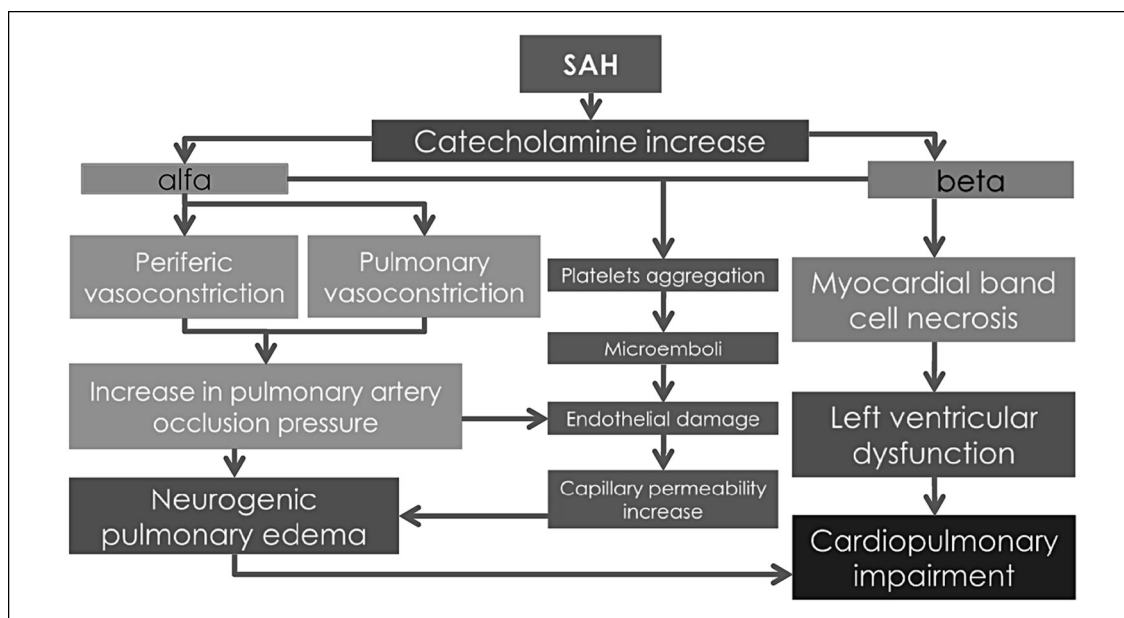 SAH
Catecholamine increase
alfa
beta
Periferic
vasoconstriction
Pulmonary
vasoconstriction
Platelets aggregation
Myocardial band
cell necrosis
Microemboli
Increase in pulmonary artery
occlusion pressure
Endothelial damage
Left ventricular
dysfunction
Neurogenic
pulmonary edema
Capillary permeability
increase
Cardiopulmonary
impairment